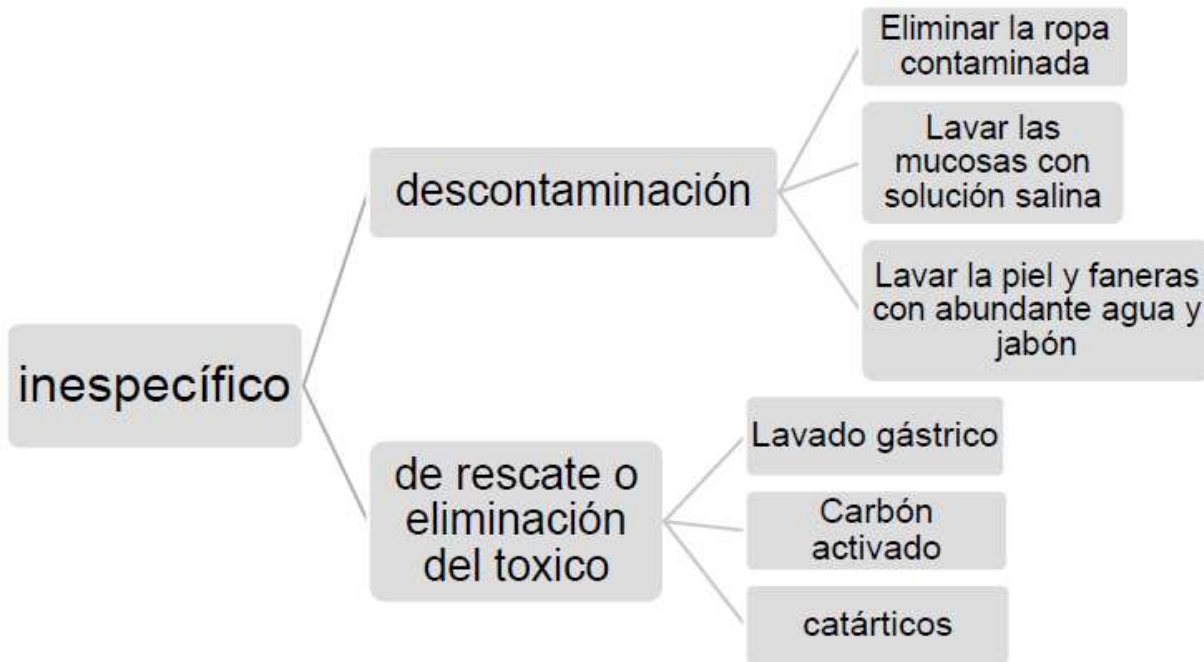 inespecífico
descontaminación
Eliminar la ropa
contaminada
Lavar las
mucosas con
solución salina
Lavar la piel y faneras
con abundante agua y
jabón
de rescate o
eliminación
del toxico
Lavado gástrico
Carbón
activado
catárticos